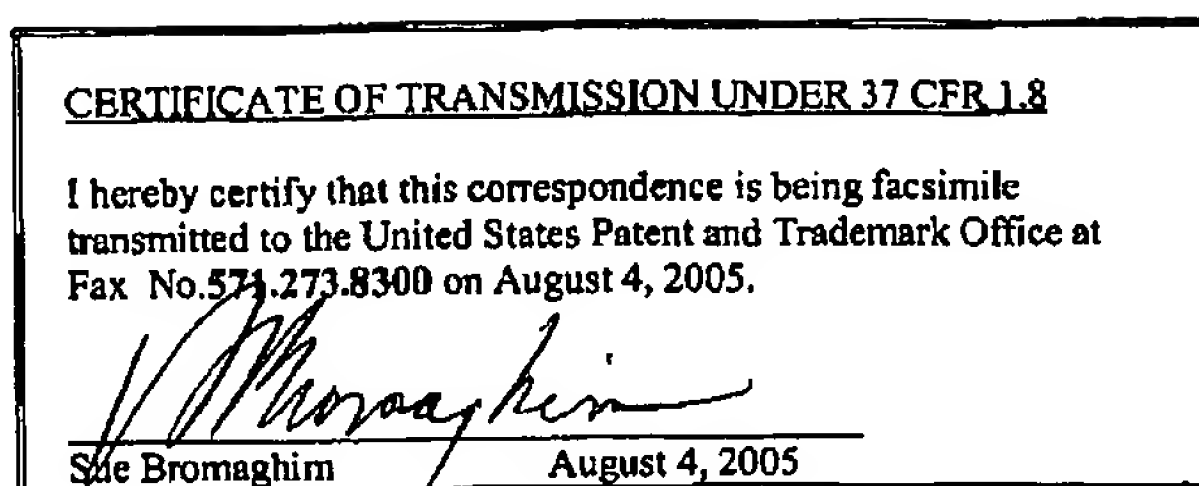 CERTIFICATE OF TRANSMISSION UNDER 37 CFR 1.8
I hereby certify that this correspondence is being facsimile
transmitted to the United States Patent and Trademark Office at
Fax No.571.273.8300 on August 4, 2005.
Bromaghim
Sue Bromaghim August 4, 2005